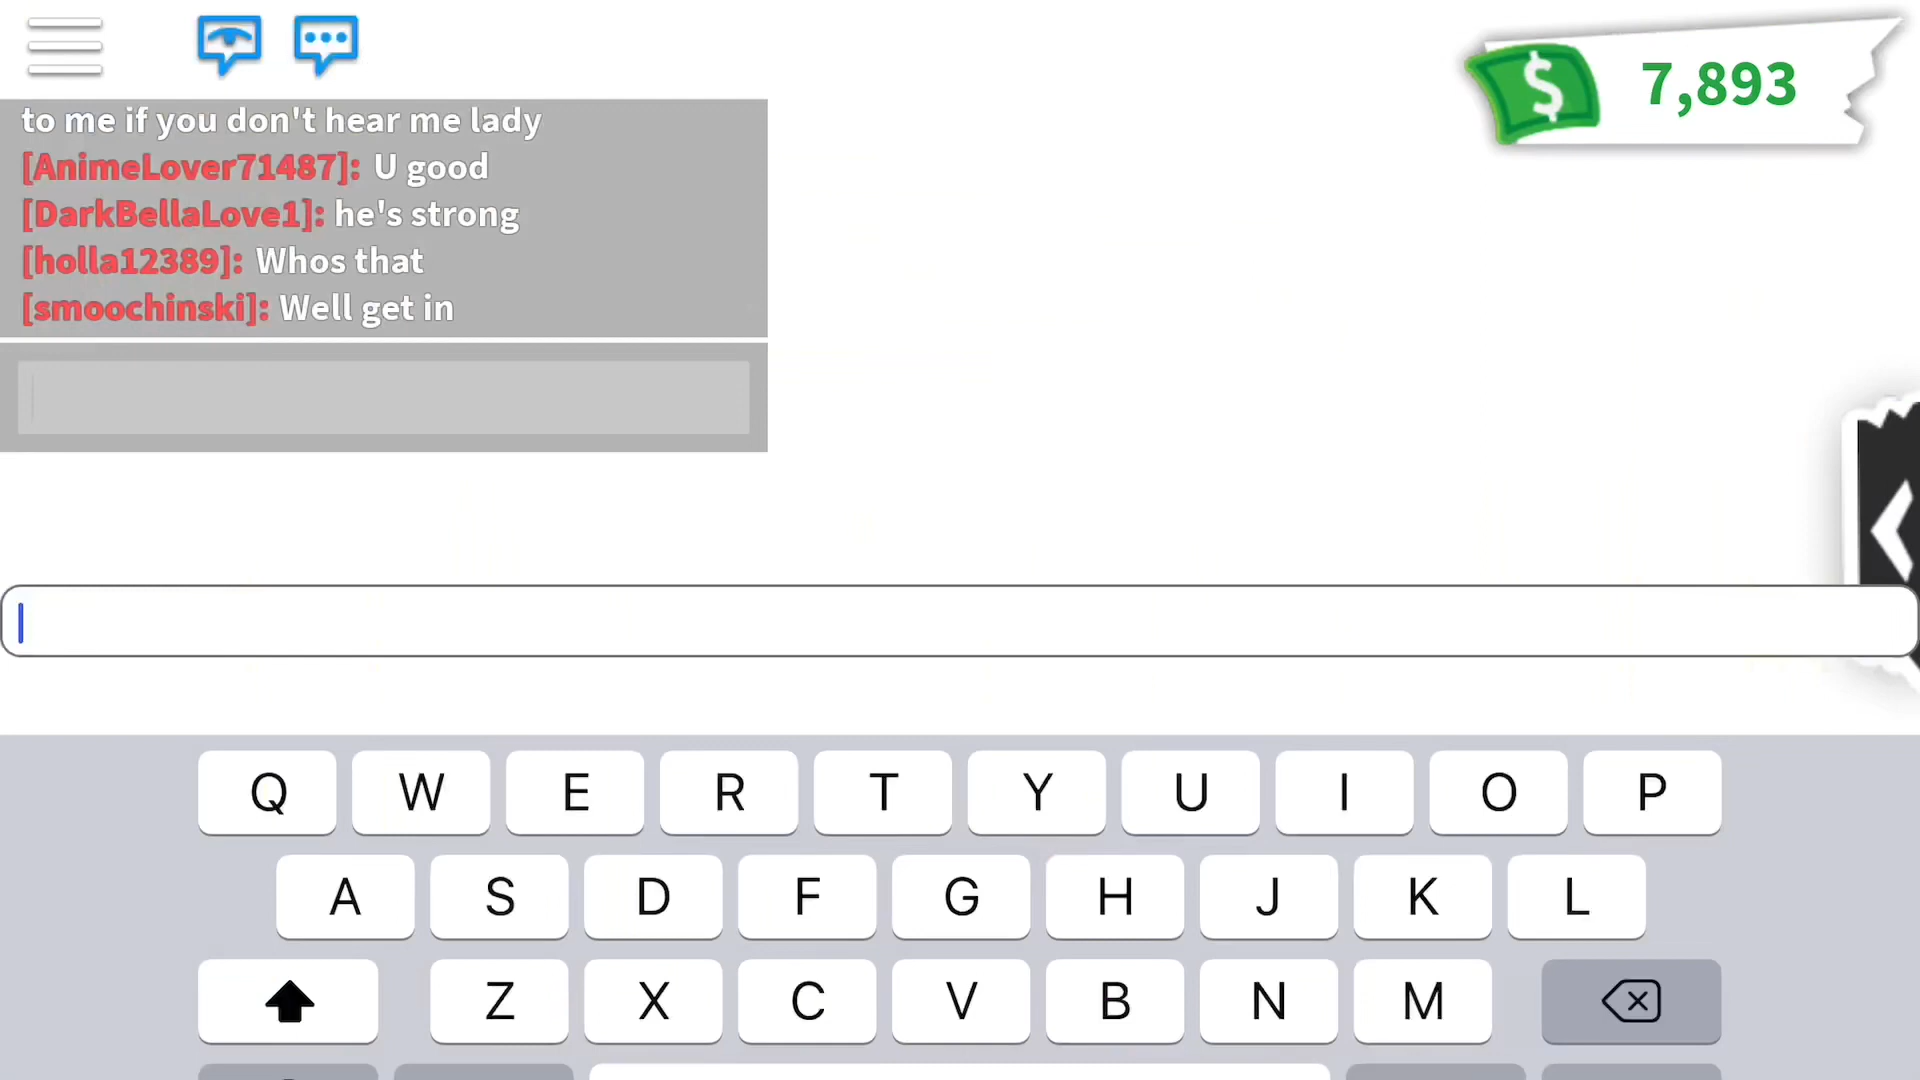 7,893
to me if you don't hear me lady
[AnimeLover71487]: U good
[DarkBellaLove1]: he's strong
[holla12389]: Whos that
[smoochinski]: Well get in
Q W E R T Y U I O P
A S D F G H J K L
Z X C V B N M